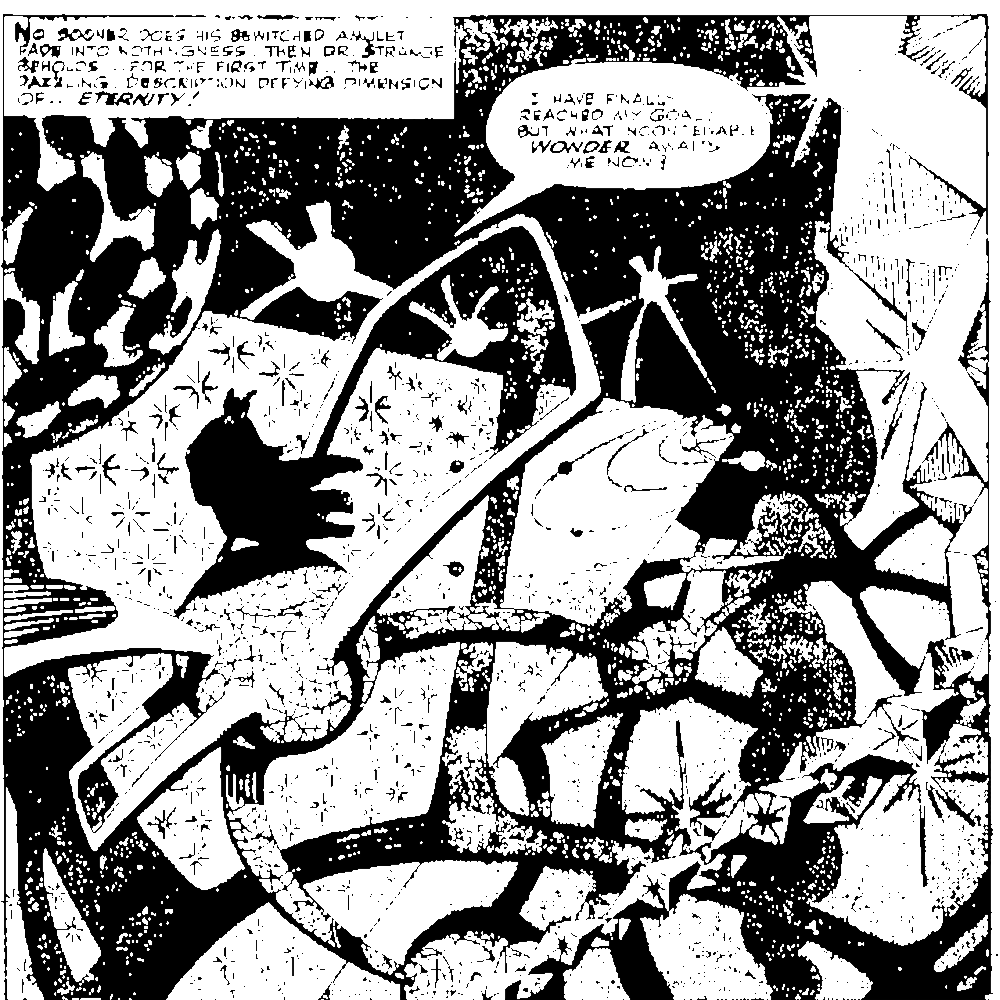 NO SOONER DOES HIS BEWITCHED AMULET
FADE INTO NOTHINGNESS.. THEN DR. STRANGE
BEHOLDS.. FOR THE FIRST TIME.. THE
DAZZLING, DESCRIPTION DEFYING DIMENSION
OF.. ETERNITY!
I HAVE FINALLY
REACHED MY GOAL!
BUT WHAT INCONTENABLE
WONDER AWAITS
ME NOW?